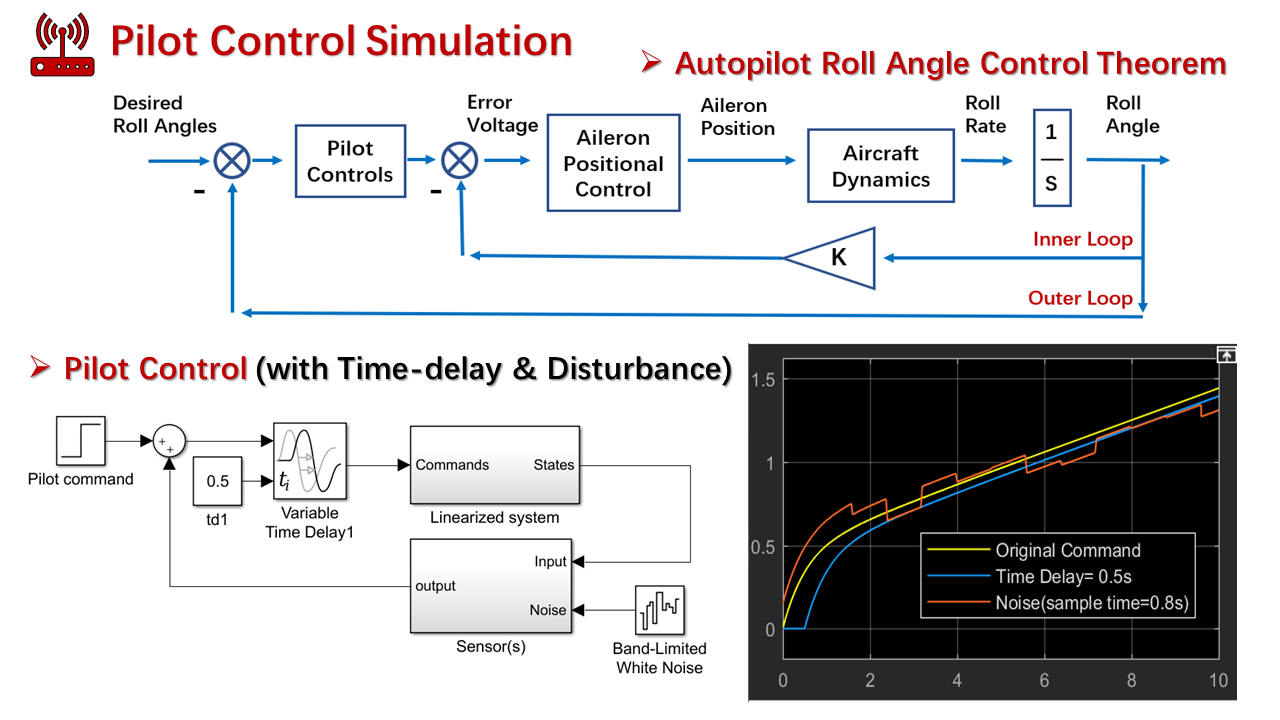 Pilot Control Simulation
➢ Autopilot Roll Angle Control Theorem
Desired
Roll Angles
-
Pilot
Controls
Error
Voltage
-
Aileron
Positional
Control
Aileron
Position
Aircraft
Dynamics
Roll
Rate
1
s
Roll
Angle
K
Inner Loop
Outer Loop
➢ Pilot Control (with Time-delay & Disturbance)
Pilot command
+
+
0.5
td1
ti
Variable
Time Delay1
Commands
States
Linearized system
Input
output
Noise
Sensor(s)
Band-Limited
White Noise
1.5
1
0.5
0
Original Command
Time Delay= 0.5s
Noise(sample time=0.8s)
0 2 4 6 8 10